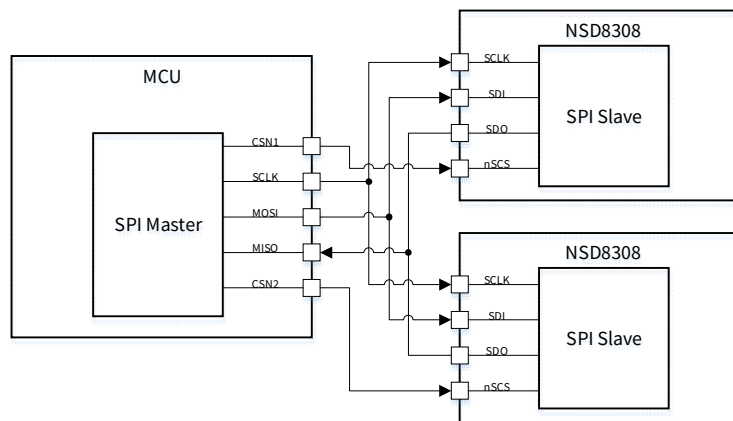 MCU
SPI Master
CSN1
SCLK
MOSI
MISO
CSN2
NSD8308
SCLK
SDI
SDO
nSCS
SPI Slave
NSD8308
SCLK
SDI
SDO
nSCS
SPI Slave